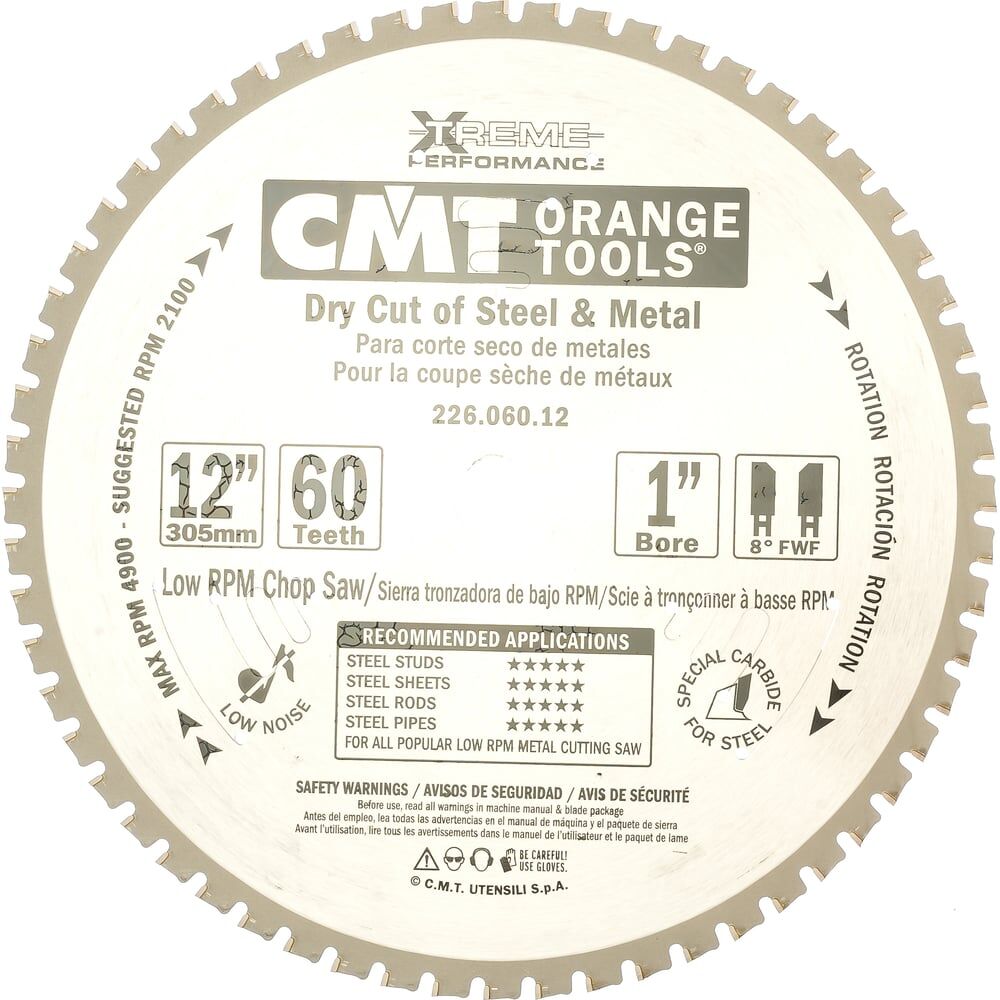 XTREME
PERFORMANCE
CMT ORANGE
TOOLS®
Dry Cut of Steel & Metal
Para corte seco de metales
Pour la coupe sèche de métaux
226.060.12
MAX RPM 4900 - SUGGESTED RPM 2100
ROTATION ROTACIÓN ROTATION
12”
305mm
60
Teeth
1”
Bore
8° FWF
Low RPM Chop Saw/Sierra tronzadora de bajo RPM/Scie à tronçonner à basse RPM
LOW NOISE
RECOMMENDED APPLICATIONS
STEEL STUDS ★★★★★
STEEL SHEETS ★★★★★
STEEL RODS ★★★★★
STEEL PIPES ★★★★★
FOR ALL POPULAR LOW RPM METAL CUTTING SAW
SPECIAL CARBIDE
FOR STEEL
SAFETY WARNINGS / AVISOS DE SEGURIDAD / AVIS DE SÉCURITÉ
Before use, read all warnings in machine manual & blade package
Antes del empleo, lea todas las advertencias en el manual de máquina y el paquete de sierra
Avant l'utilisation, lire tous les avertissements dans le manuel de l'utilisateur et le paquet de lame
BE CAREFUL!
USE GLOVES.
© C.M.T. UTENSILI S.p.A.